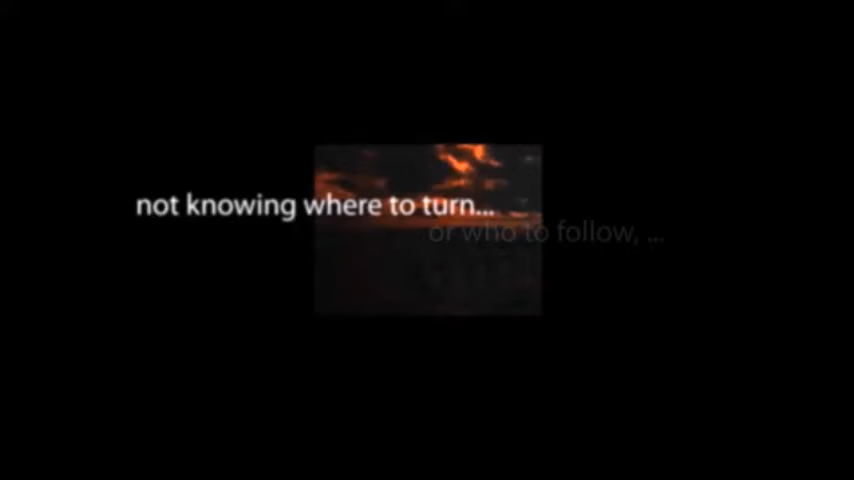 not knowing where to turn...
or who to follow, ...